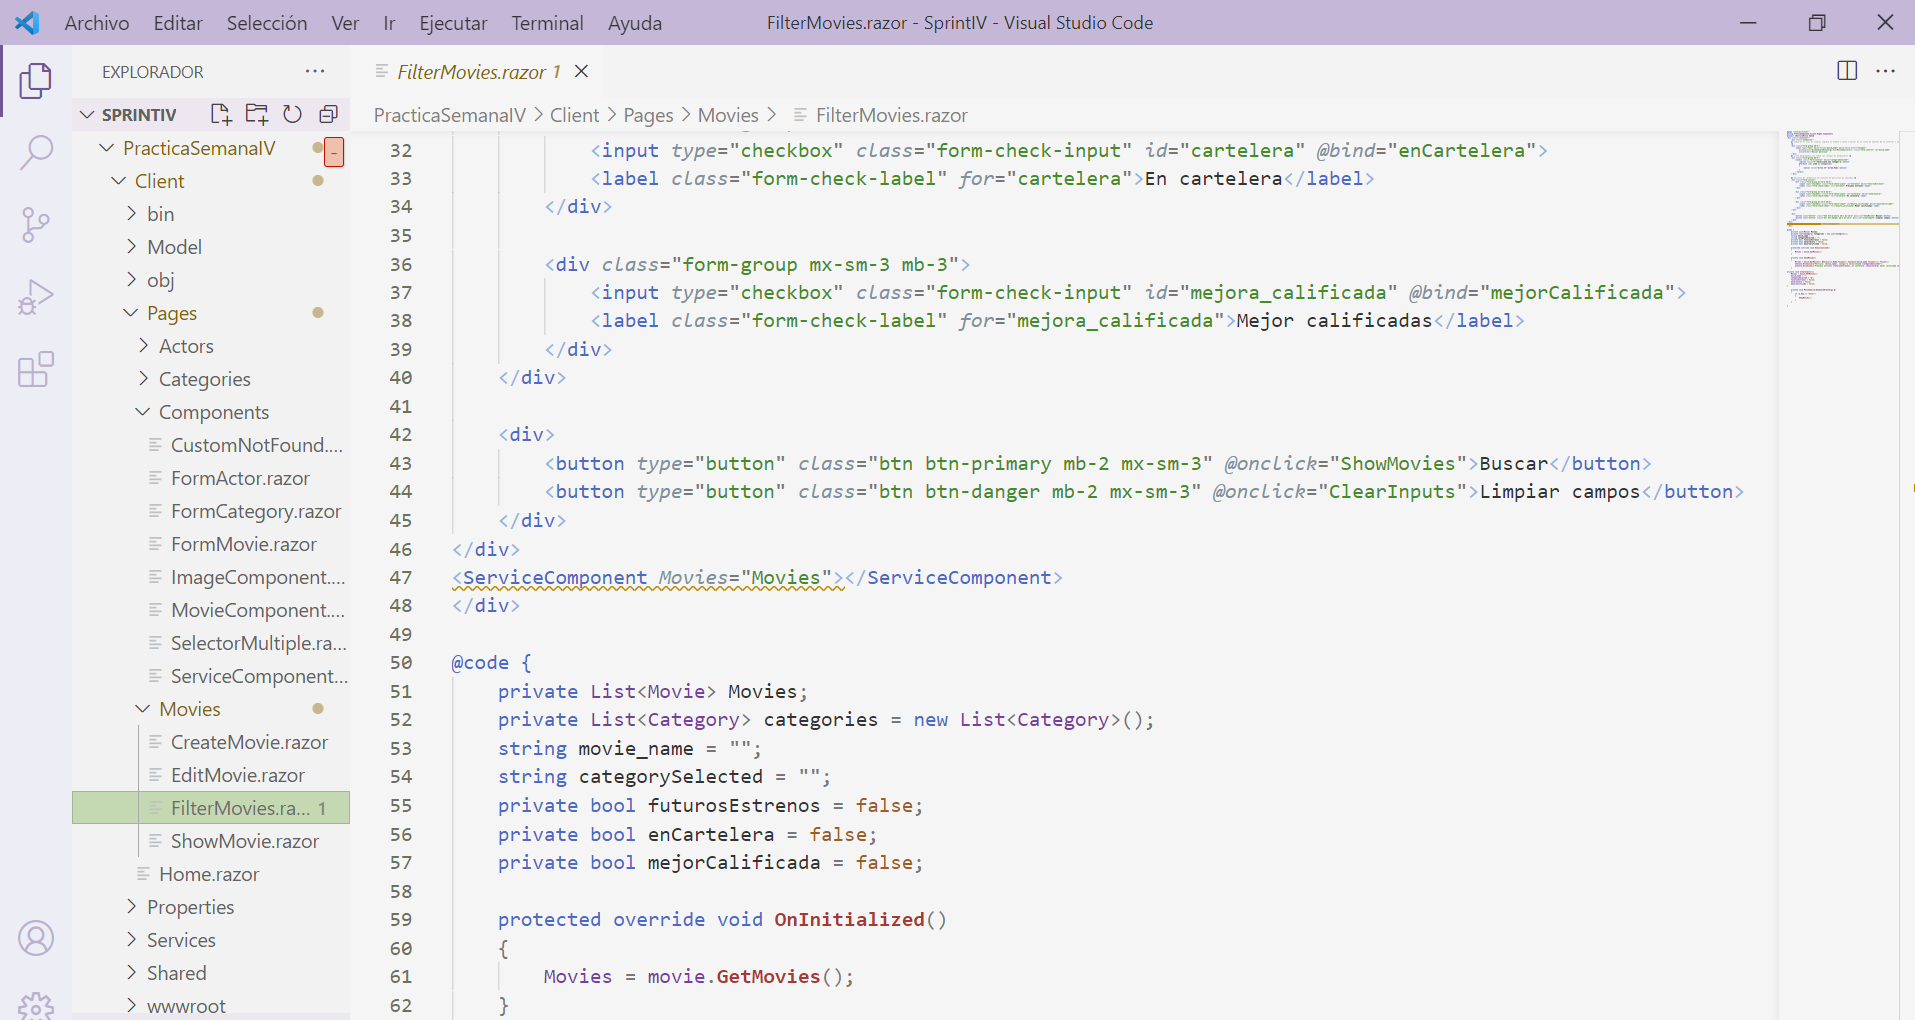 Archivo Editar Selección Ver Ir Ejecutar Terminal Ayuda
FilterMovies.razor - SprintIV - Visual Studio Code
EXPLORADOR ...
SPRINTIV
PracticaSemanalV
Client
bin
Model
obj
Pages
Actors
Categories
Components
CustomNotFound....
FormActor.razor
FormCategory.razor
FormMovie.razor
ImageComponent....
MovieComponent....
SelectorMultiple.ra...
ServiceComponent...
Movies
CreateMovie.razor
EditMovie.razor
FilterMovies.ra... 1
ShowMovie.razor
Home.razor
Properties
Services
Shared
wwwroot
FilterMovies.razor 1
PracticaSemanalV > Client > Pages > Movies > FilterMovies.razor
32 <input type="checkbox" class="form-check-input" id="cartelera" @bind="enCartelera">
33 <label class="form-check-label" for="cartelera">En cartelera</label>
34 </div>
35
36 <div class="form-group mx-sm-3 mb-3">
37 <input type="checkbox" class="form-check-input" id="mejora_calificada" @bind="mejorCalificada">
38 <label class="form-check-label" for="mejora_calificada">Mejor calificadas</label>
39 </div>
40 </div>
41
42 <div>
43 <button type="button" class="btn btn-primary mb-2 mx-sm-3" @onclick="ShowMovies">Buscar</button>
44 <button type="button" class="btn btn-danger mb-2 mx-sm-3" @onclick="ClearInputs">Limpiar campos</button>
45 </div>
46 </div>
47 <ServiceComponent Movies="Movies"></ServiceComponent>
48 </div>
49
50 @code {
51 private List<Movie> Movies;
52 private List<Category> categories = new List<Category>();
53 string movie_name = "";
54 string categorySelected = "";
55 private bool futurosEstrenos = false;
56 private bool enCartelera = false;
57 private bool mejorCalificada = false;
58
59 protected override void OnInitialized()
60 {
61 Movies = movie.GetMovies();
62 }